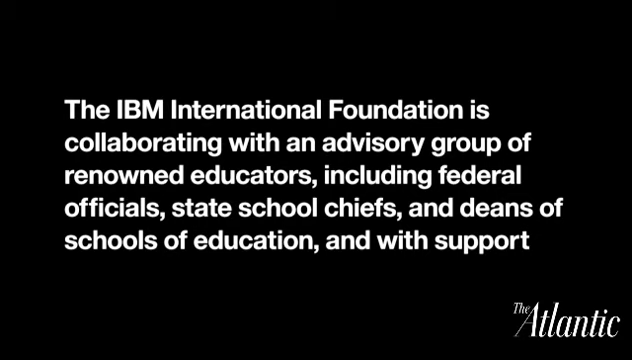 The IBM International Foundation is
collaborating with an advisory group of
renowned educators, including federal
officials, state school chiefs, and deans of
schools of education, and with support
The Atlantic